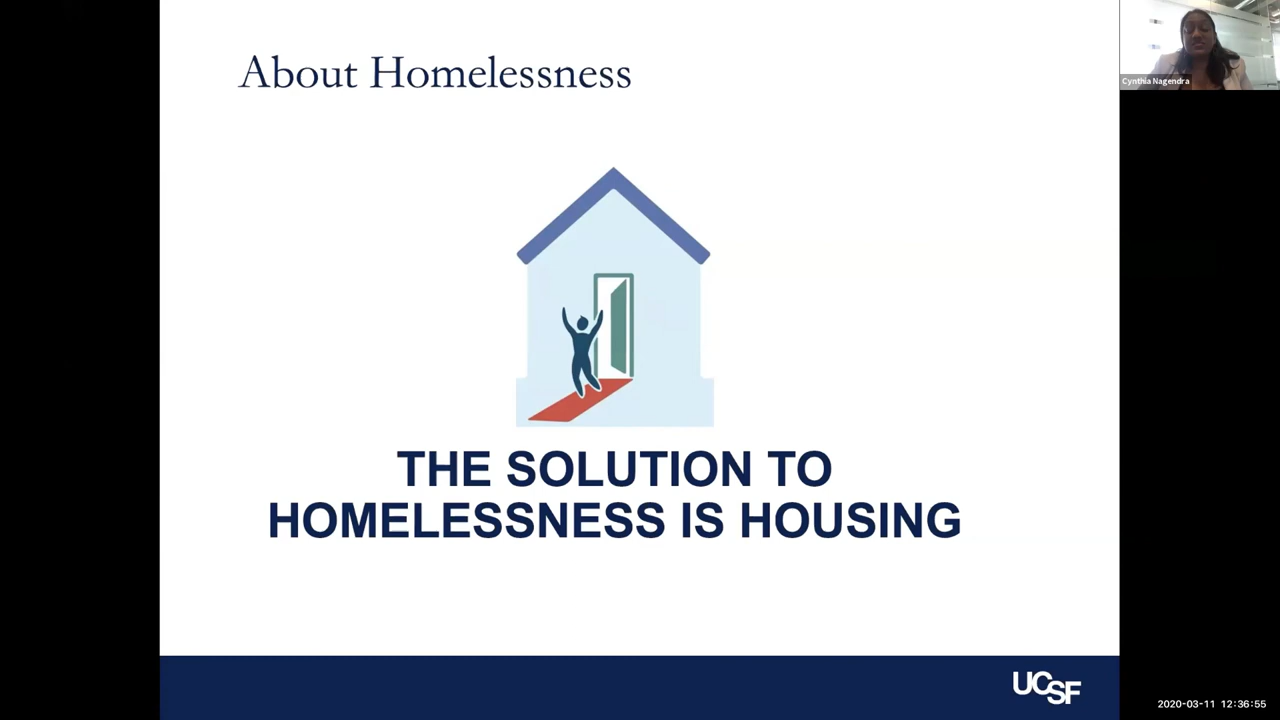 About Homelessness
Cynthia Nagendra
THE SOLUTION TO
HOMELESSNESS IS HOUSING
UCSF
2020-03-11 12:36:55